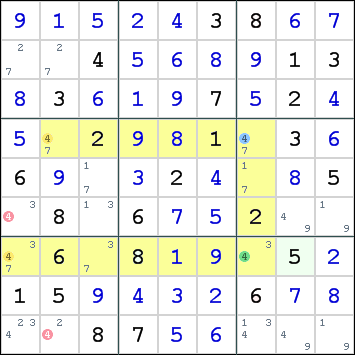 9 1 5 2 4 3 8 6 7
2 7 2 7 4 5 6 8 9 1 3
8 3 6 1 9 7 5 2 4
5 4 7 2 9 8 1 4 7 3 6
6 9 1 7 3 2 4 1 7 8 5
3 4 8 1 3 6 7 5 2 4 9 1 9
3 4 7 6 3 7 8 1 9 3 4 5 2
1 5 9 4 3 2 6 7 8
2 3 4 2 4 8 7 5 6 1 3 4 4 9 1 9